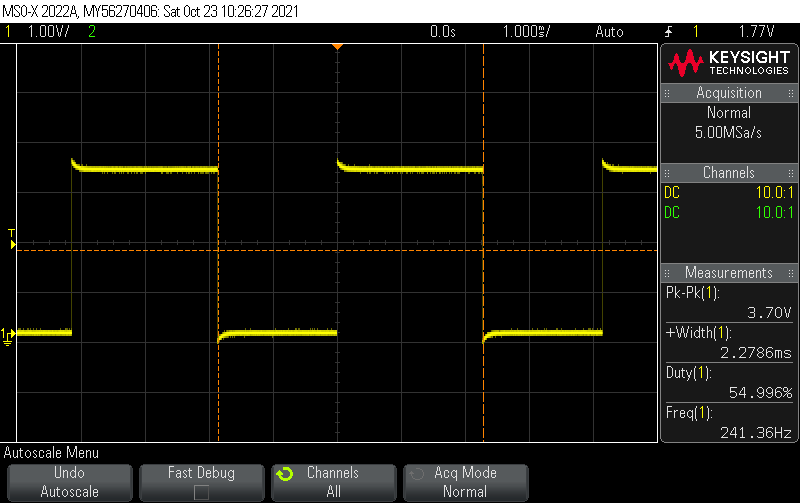 MSO-X 2022A, MY56270406: Sat Oct 23 10:26:27 2021
1 1.00V/ 2 0.0s 1.000ms/ Auto 1 1.77V
KEYSIGHT
TECHNOLOGIES
Acquisition
Normal
5.00MSa/s
Channels
DC 10.0:1
DC 10.0:1
T
Measurements
Pk-Pk(1):
3.70V
1
+Width(1):
2.2786ms
Duty(1):
54.996%
Freq(1):
241.36Hz
Autoscale Menu
Undo
Autoscale
Fast Debug
Channels
All
Acq Mode
Normal